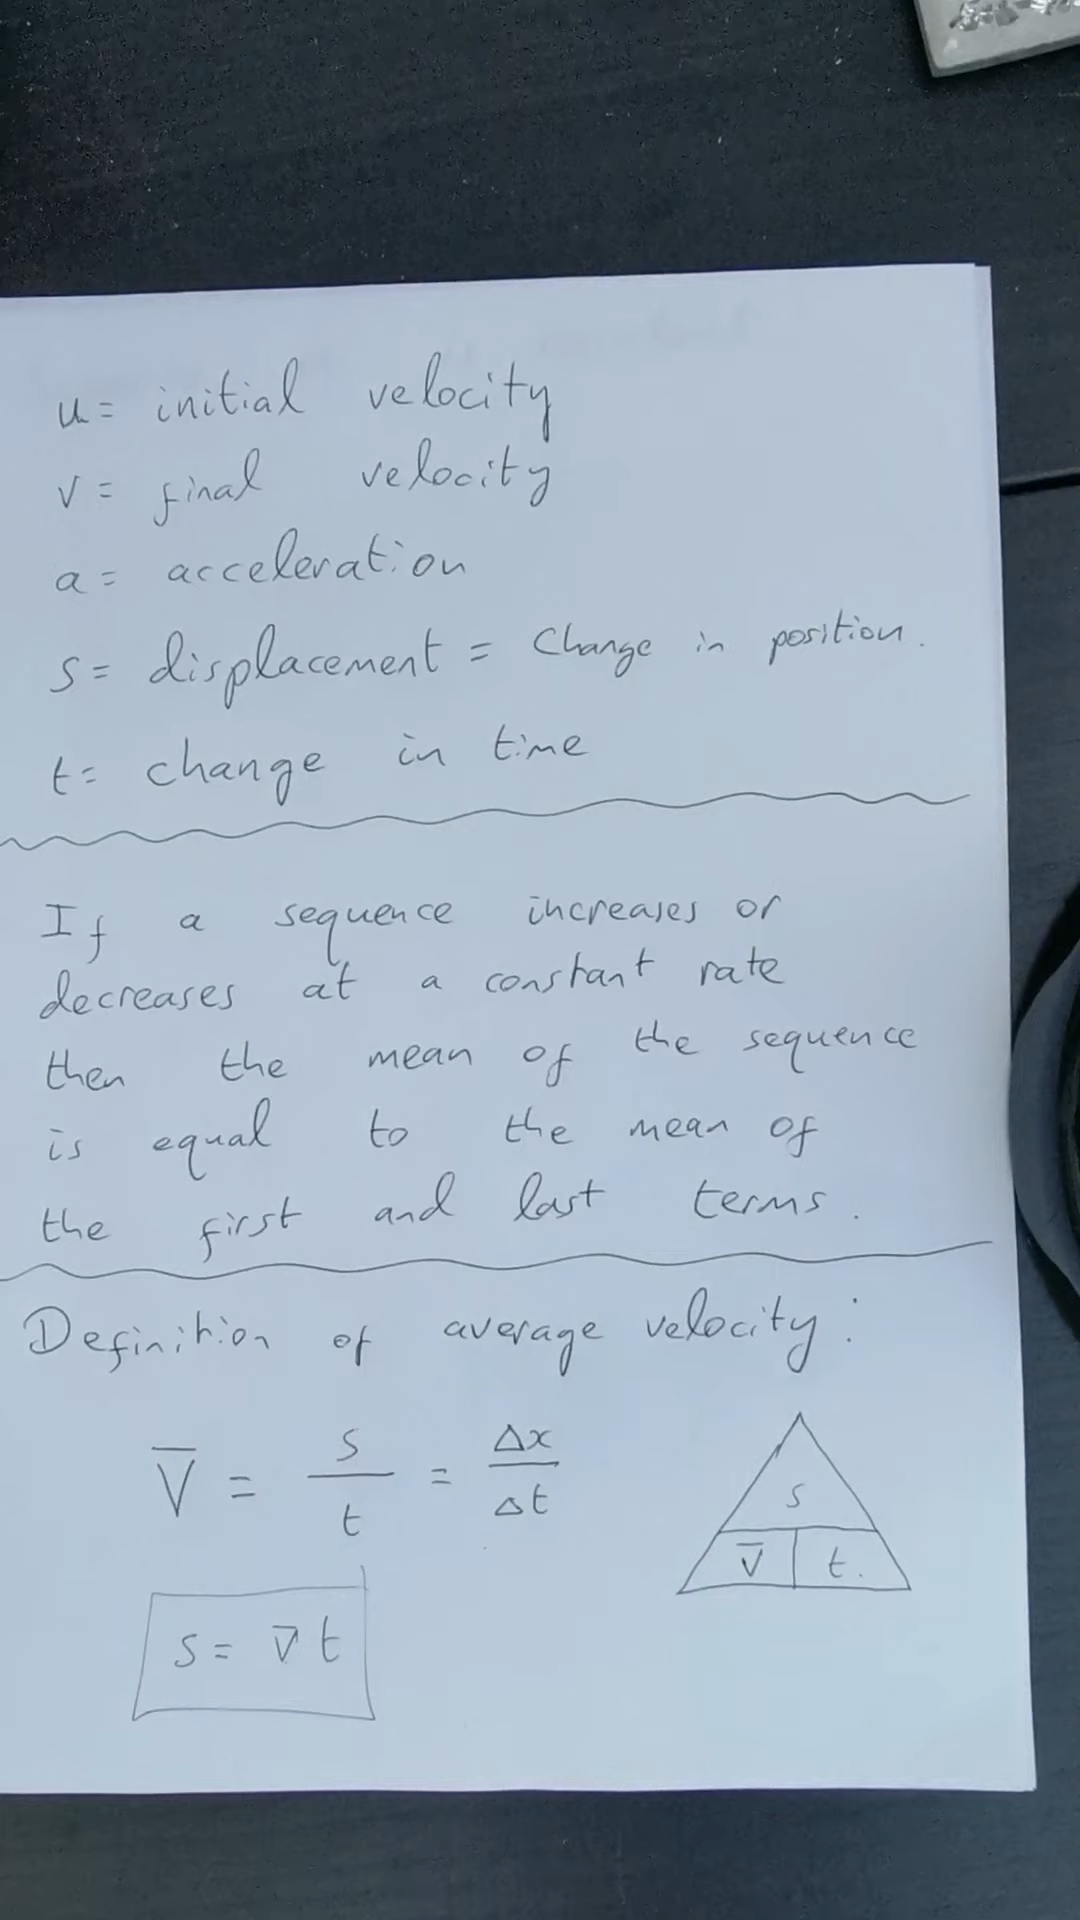 u = initial velocity
v = final velocity
a = acceleration
s = displacement = Change in position.
t = change in time
If a sequence increases or
decreases at a constant rate
then the mean of the sequence
is equal to the mean of
the first and last terms.
Definition of average velocity:
V̅ = s/t = Δx/Δt
s
v̅ t.
s = v̅ t